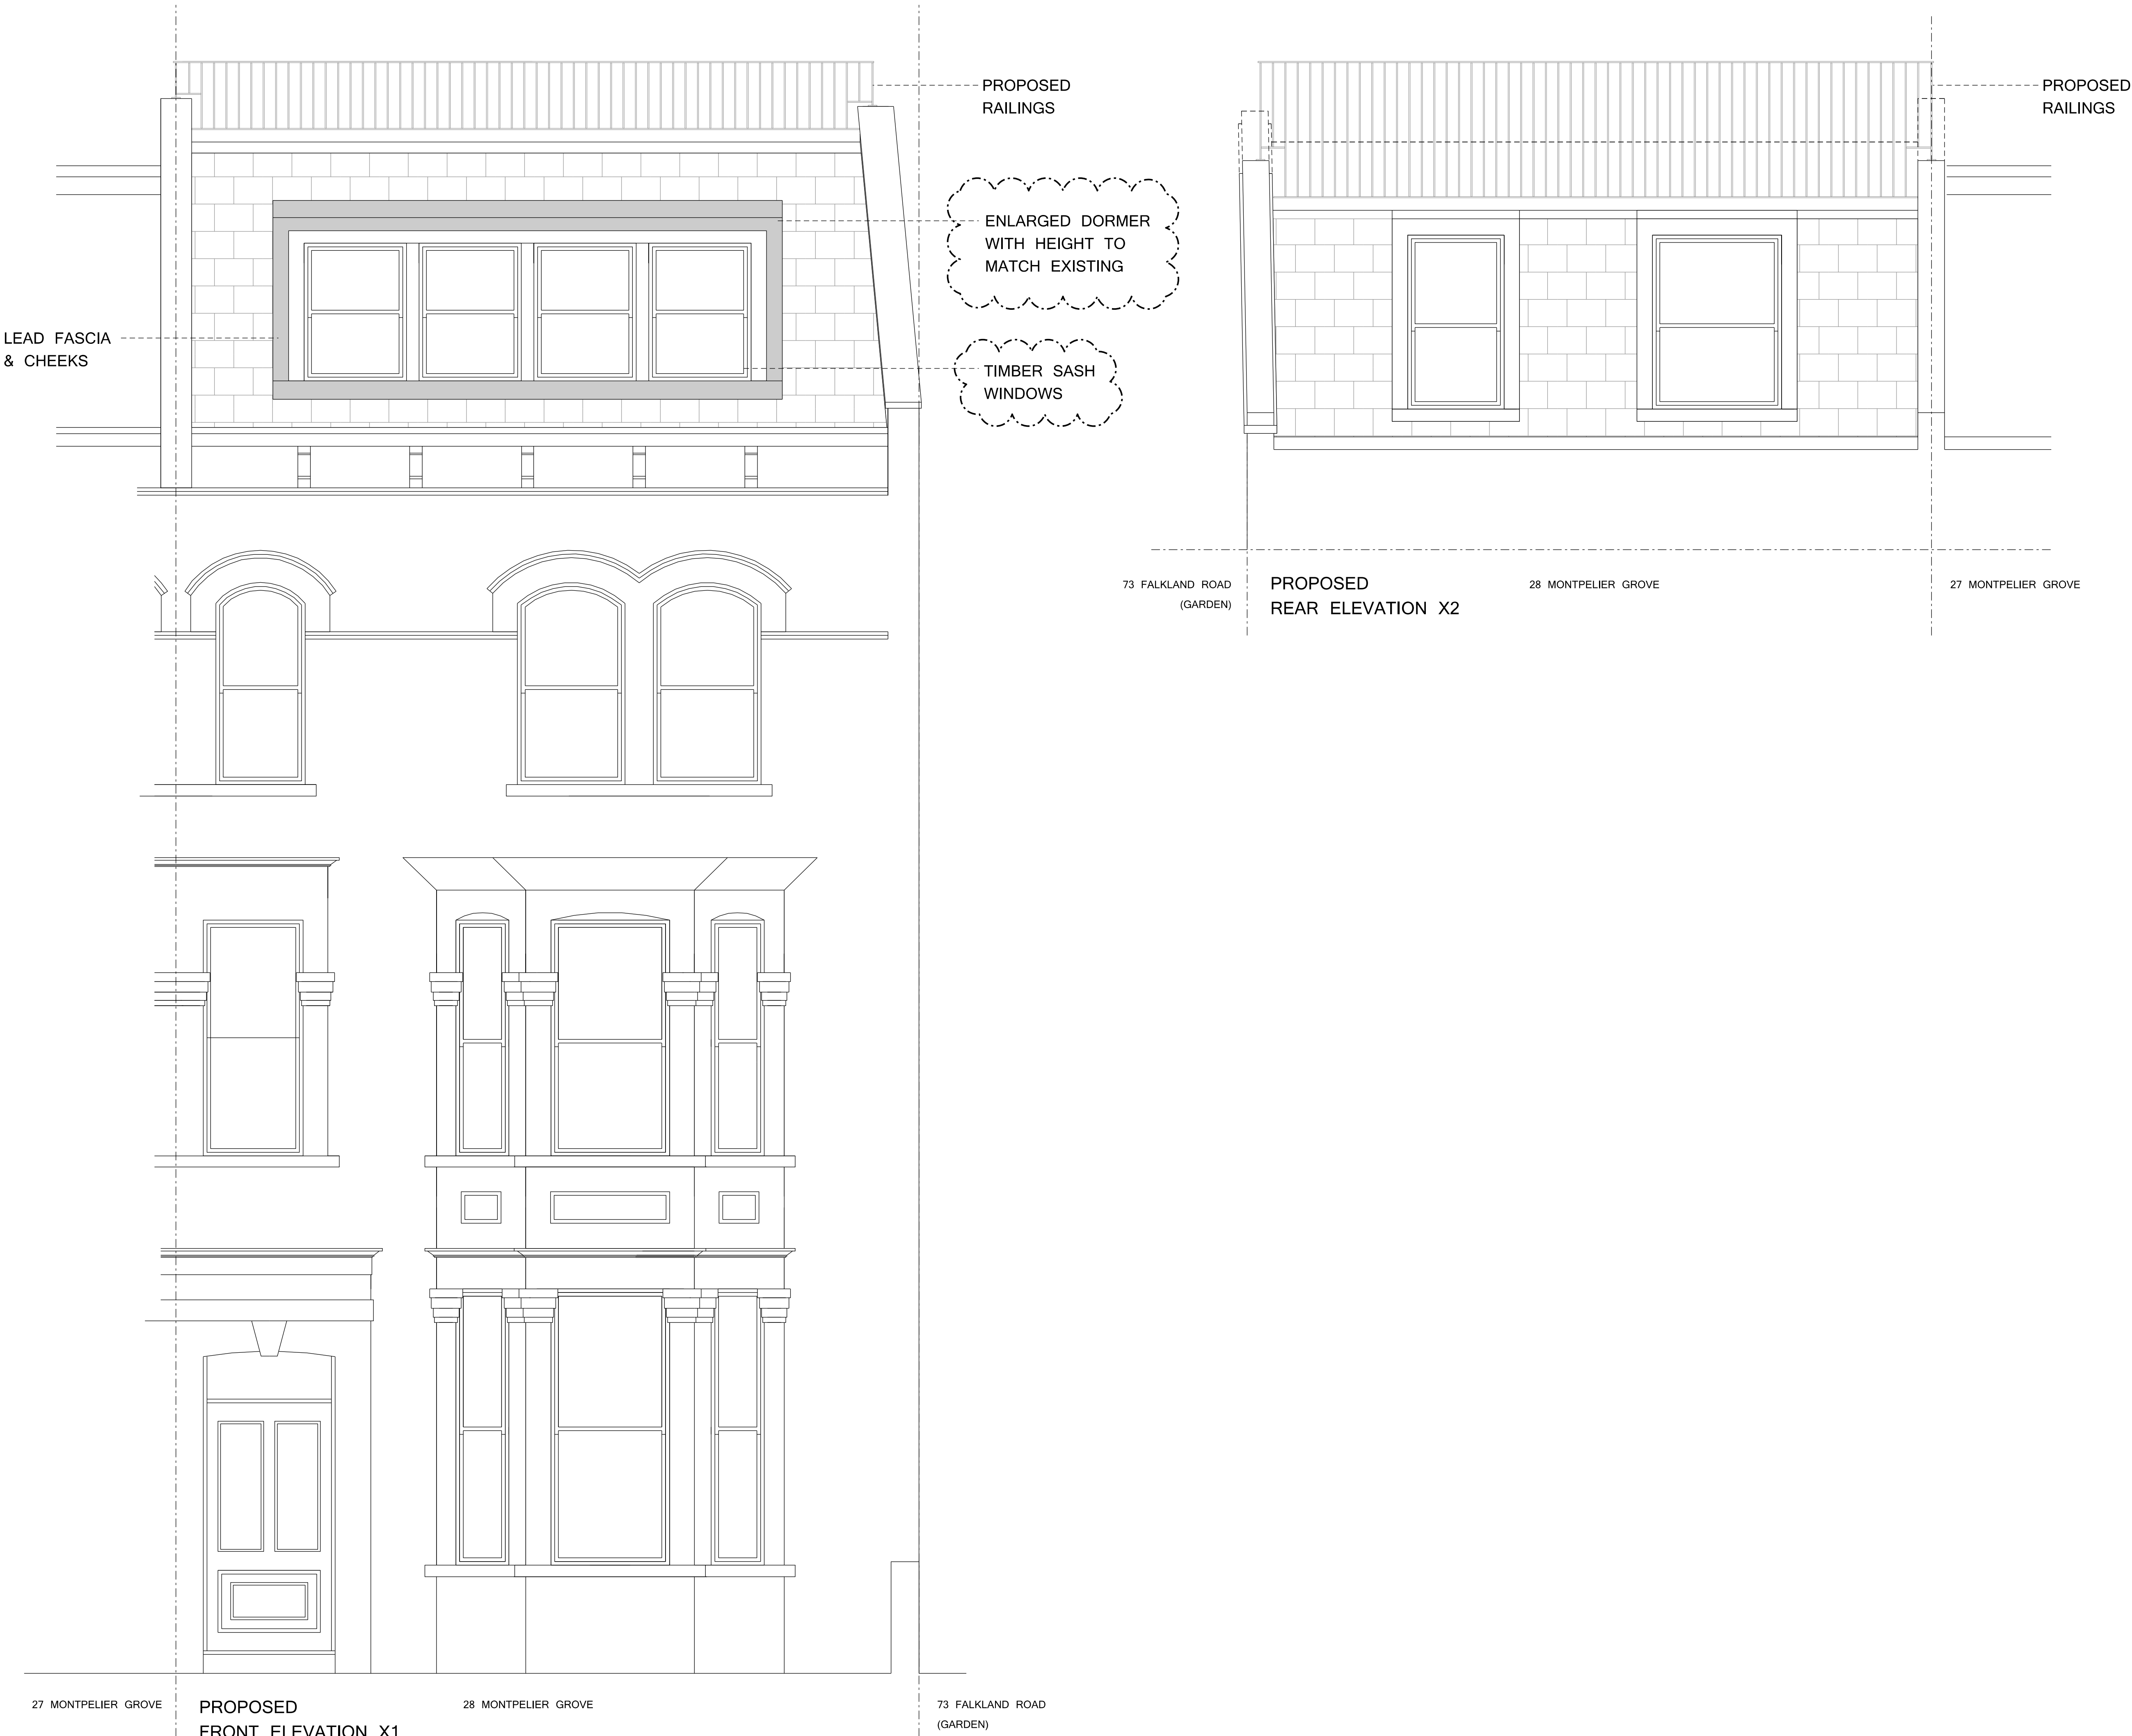 PROPOSED
RAILINGS
ENLARGED DORMER
WITH HEIGHT TO
MATCH EXISTING
LEAD FASCIA
& CHEEKS
TIMBER SASH
WINDOWS
PROPOSED
RAILINGS
73 FALKLAND ROAD
(GARDEN)
PROPOSED
REAR ELEVATION X2
28 MONTPELIER GROVE
27 MONTPELIER GROVE
27 MONTPELIER GROVE
PROPOSED
FRONT ELEVATION X1
28 MONTPELIER GROVE
73 FALKLAND ROAD
(GARDEN)